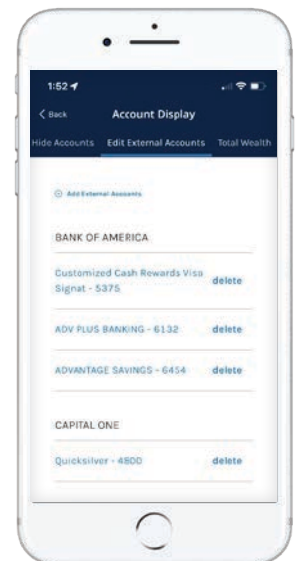 1:52
Back Account Display
Hide Accounts Edit External Accounts Total Wealth
Add External Accounts
BANK OF AMERICA
Customized Cash Rewards Visa
Signat - 5375 delete
ADV PLUS BANKING - 6132 delete
ADVANTAGE SAVINGS - 6454 delete
CAPITAL ONE
Quicksilver - 4800 delete